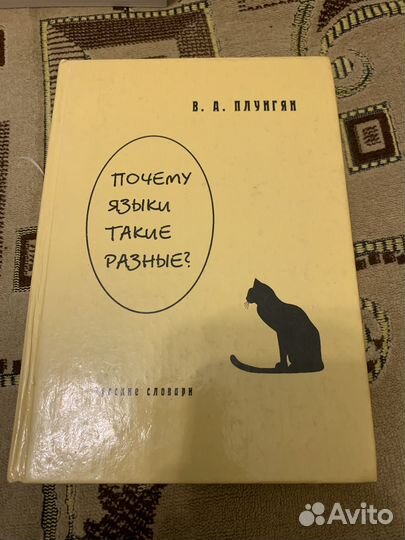 В. А. ПЛУНГЯН
ПОЧЕМУ
ЯЗЫКИ
ТАКИЕ
РАЗНЫЕ?
словари
Avito